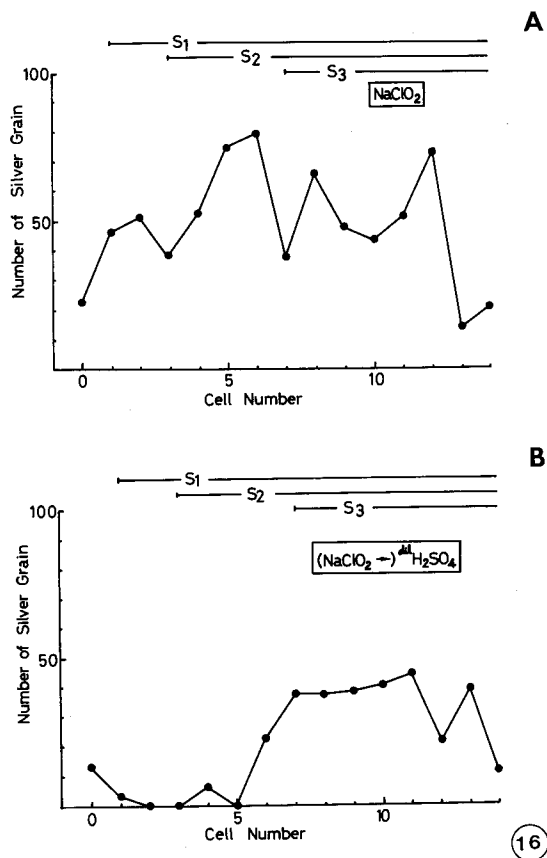 A
S1
S2
S3
100
NaClO2
50
Number of Silver Grain
0
5
10
Cell Number
B
S1
S2
S3
100
(NaClO2 →) dil H2SO4
50
Number of Silver Grain
0
5
10
Cell Number
16